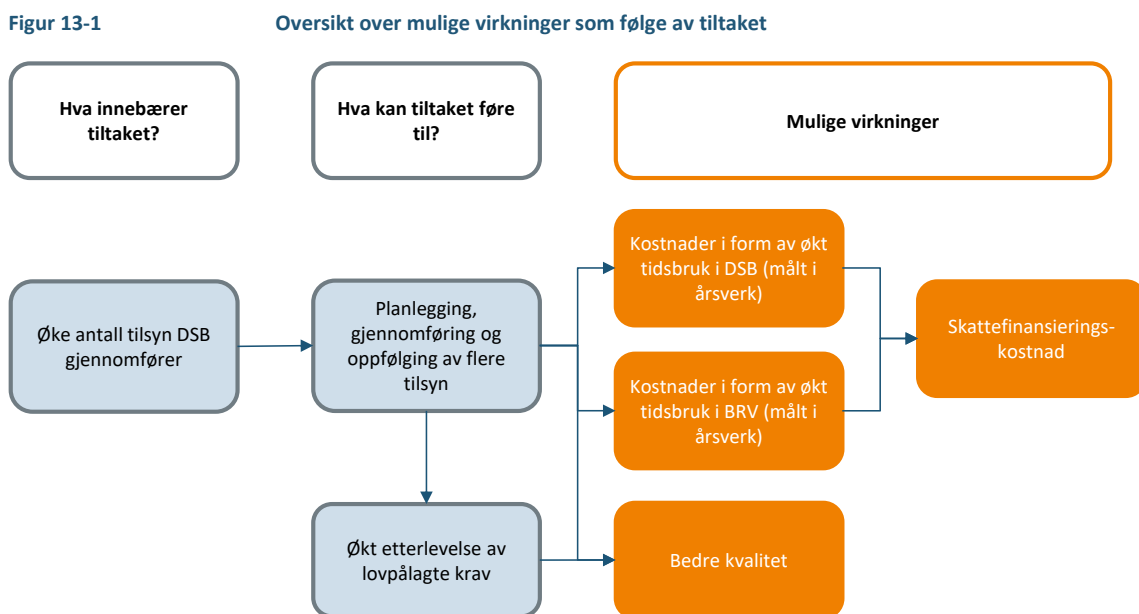 Figur 13-1 Oversikt over mulige virkninger som følge av tiltaket
Hva innebærer
tiltaket?
Hva kan tiltaket føre
til?
Mulige virkninger
Øke antall tilsyn DSB
gjennomfører
Planlegging,
gjennomføring og
oppfølging av flere
tilsyn
Kostnader i form av økt
tidsbruk i DSB (målt i
årsverk)
Skattefinansierings-
kostnad
Kostnader i form av økt
tidsbruk i BRV (målt i
årsverk)
Økt etterlevelse av
lovpålagte krav
Bedre kvalitet